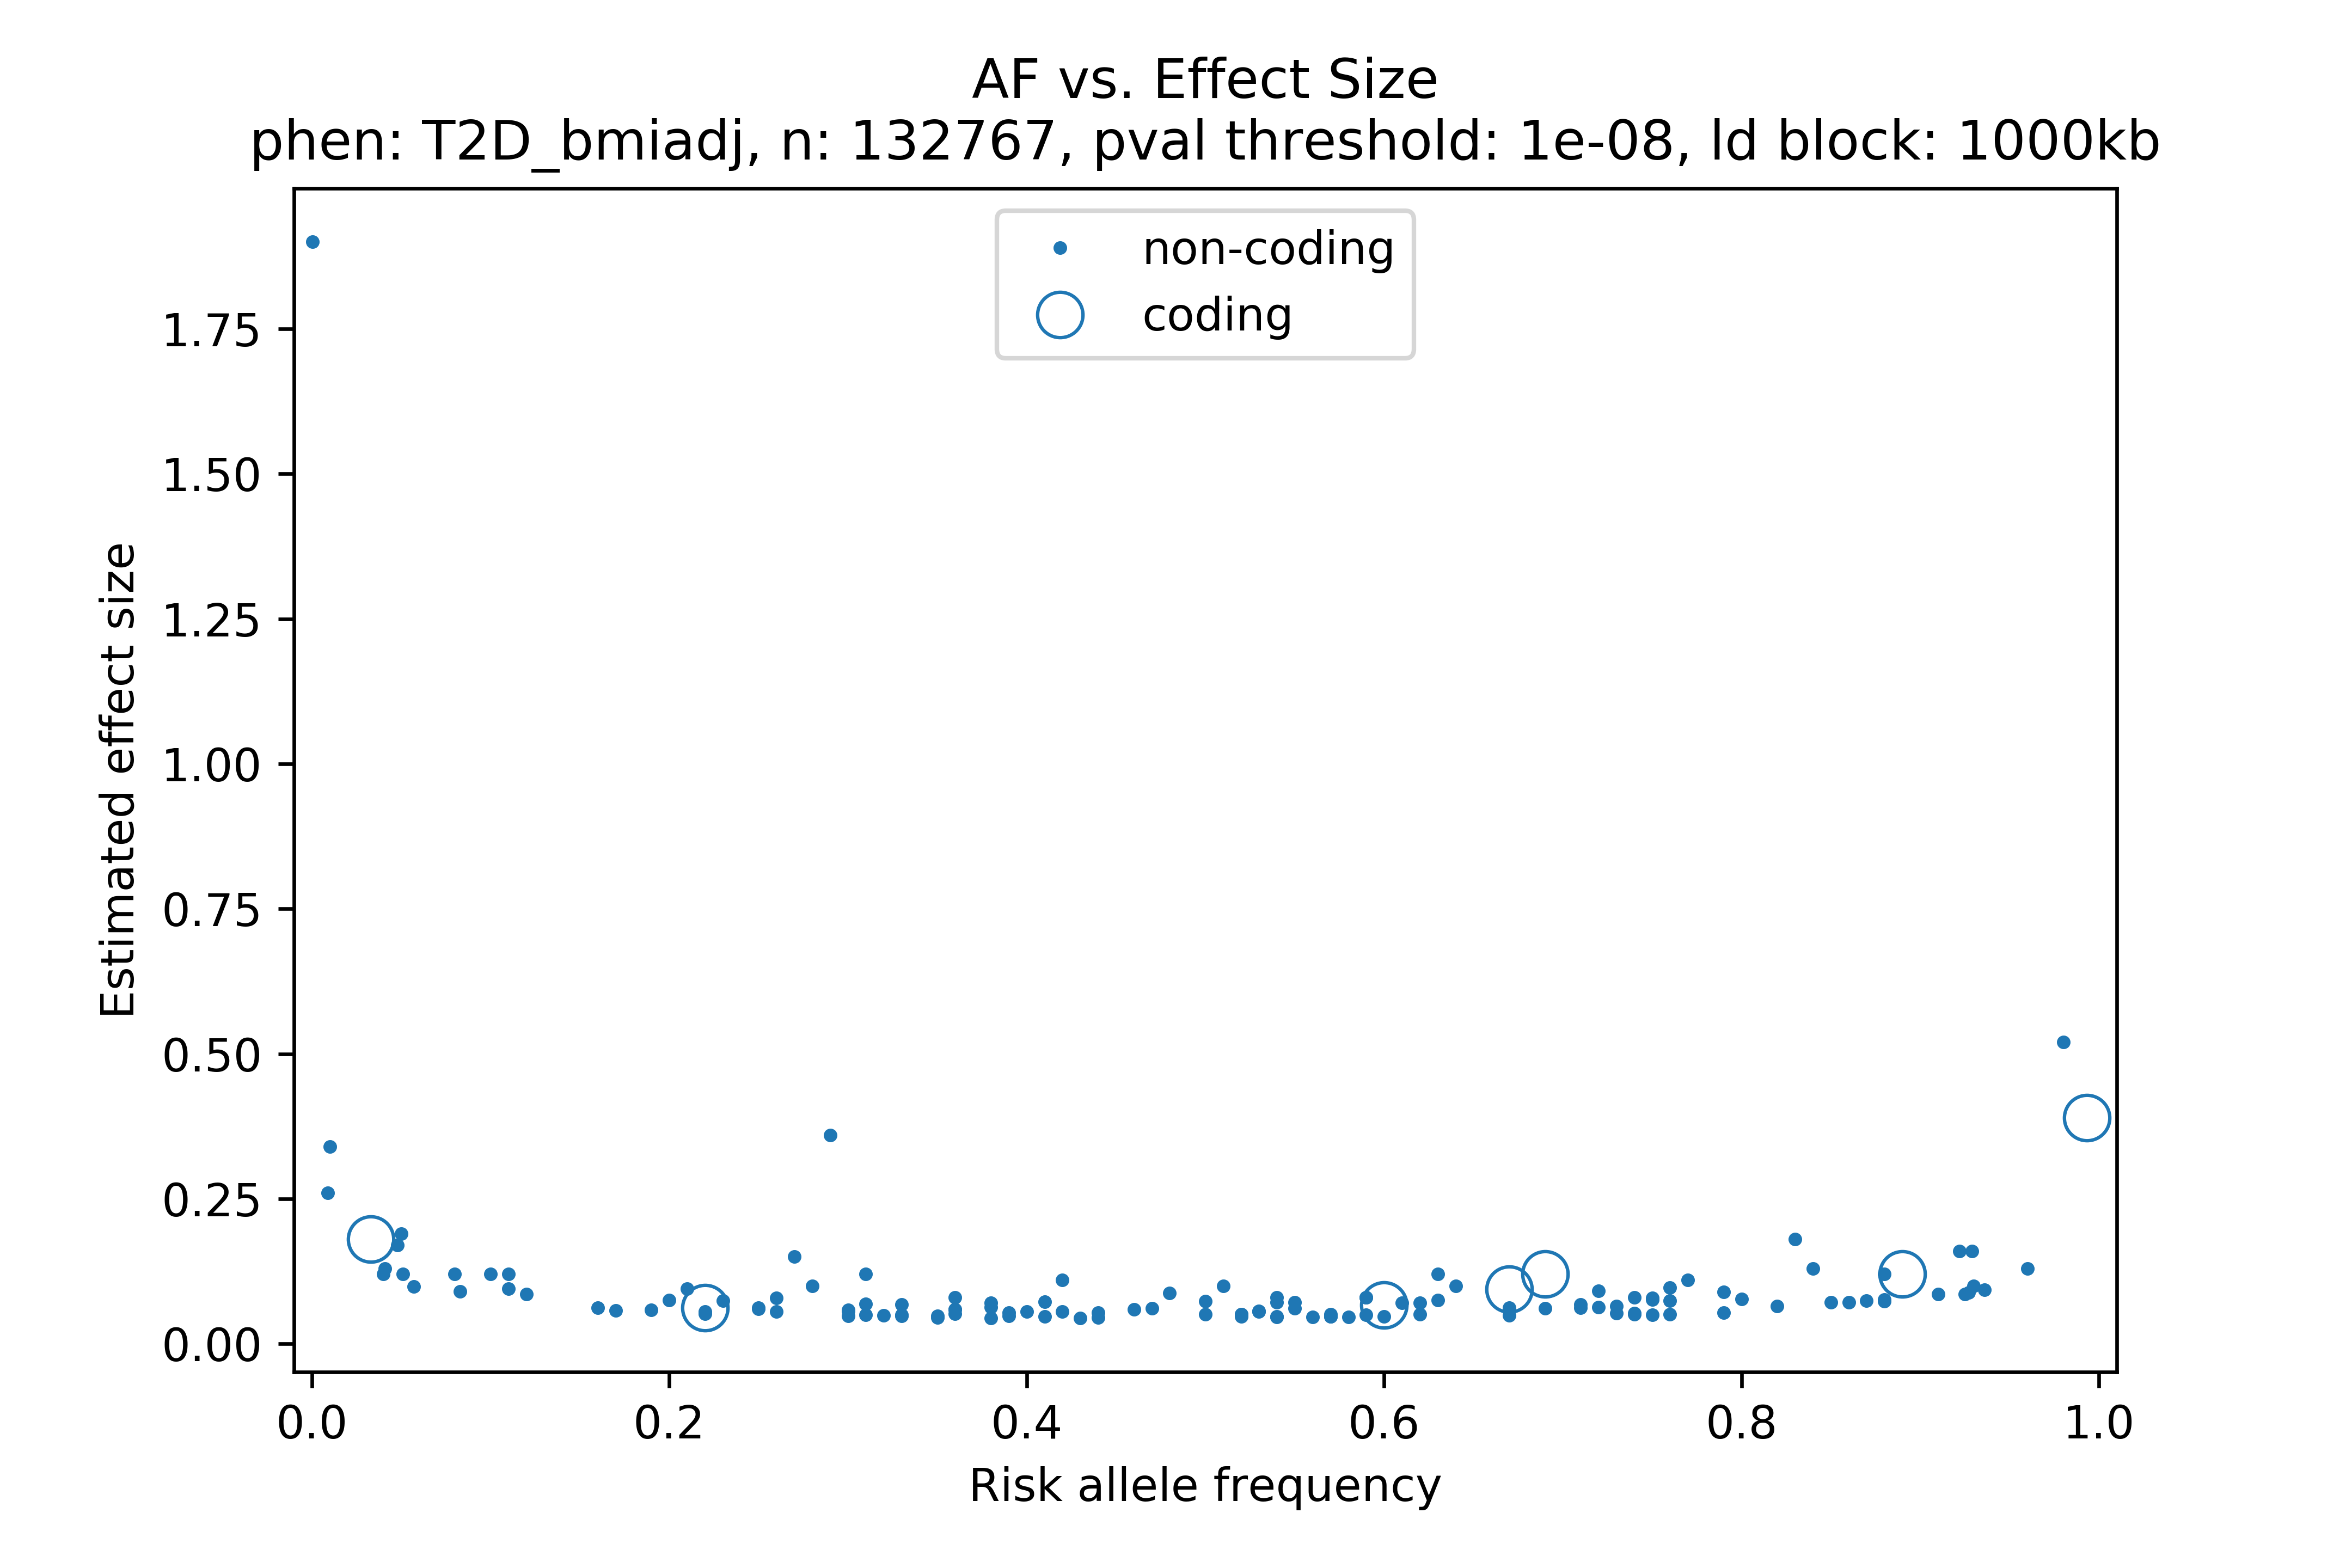 AF vs. Effect Size
phen: T2D_bmiadj, n: 132767, pval threshold: 1e-08, ld block: 1000kb
non-coding
coding
1.75
1.50
1.25
1.00
0.75
0.50
0.25
0.00
Estimated effect size
0.0 0.2 0.4 0.6 0.8 1.0
Risk allele frequency